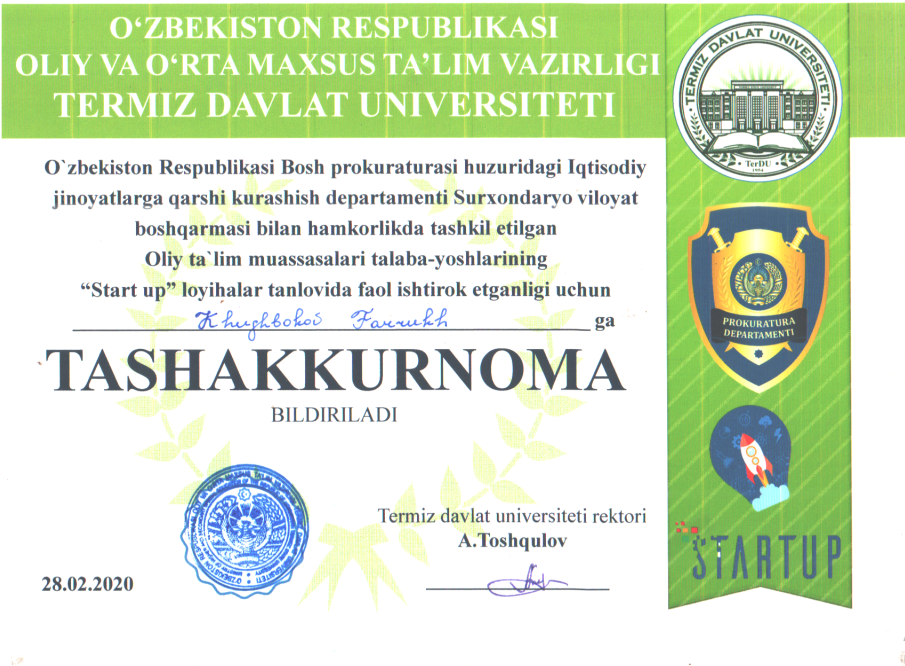 O‘ZBEKISTON RESPUBLIKASI
OLIY VA O‘RTA MAXSUS TA’LIM VAZIRLIGI
TERMIZ DAVLAT UNIVERSITETI
O`zbekiston Respublikasi Bosh prokuraturasi huzuridagi Iqtisodiy
jinoyatlarga qarshi kurashish departamenti Surxondaryo viloyat
boshqarmasi bilan hamkorlikda tashkil etilgan
Oliy ta`lim muassasalari talaba-yoshlarining
“Start up” loyihalar tanlovida faol ishtirok etganligi uchun
Farrukh ga
TASHAKKURNOMA
BILDIRILADI
Termiz davlat universiteti rektori
A.Toshqulov
28.02.2020
TERMIZ DAVLAT UNIVERSITETI
TerDU
1954
PROKURATURA
DEPARTAMENTI
STARTUP